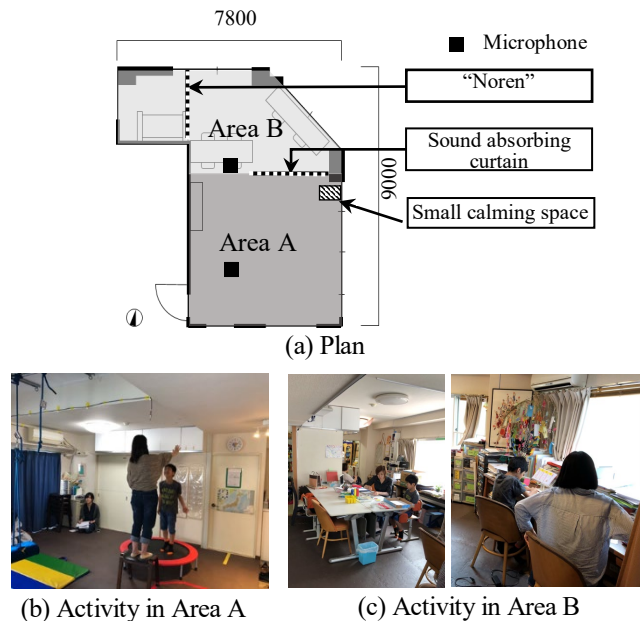 7800
Microphone
“Noren”
Area B
Sound absorbing
curtain
9000
Small calming space
Area A
(a) Plan
(b) Activity in Area A
(c) Activity in Area B